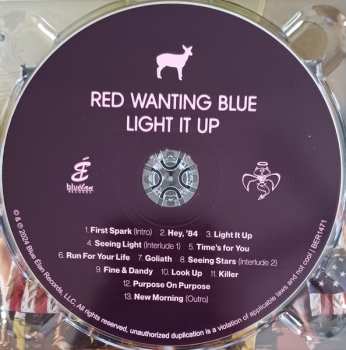 RED WANTING BLUE
LIGHT IT UP
É
blueélan
RECORDS
1. First Spark (Intro) 2. Hey, '84 3. Light It Up
4. Seeing Light (Interlude 1) 5. Time's for You
6. Run For Your Life 7. Goliath 8. Seeing Stars (Interlude 2)
9. Fine & Dandy 10. Look Up 11. Killer
12. Purpose On Purpose
13. New Morning (Outro)
℗ & © 2024 Blue Élan Records, LLC. All rights reserved, unauthorized duplication is a violation of applicable laws and not cool | BER1471